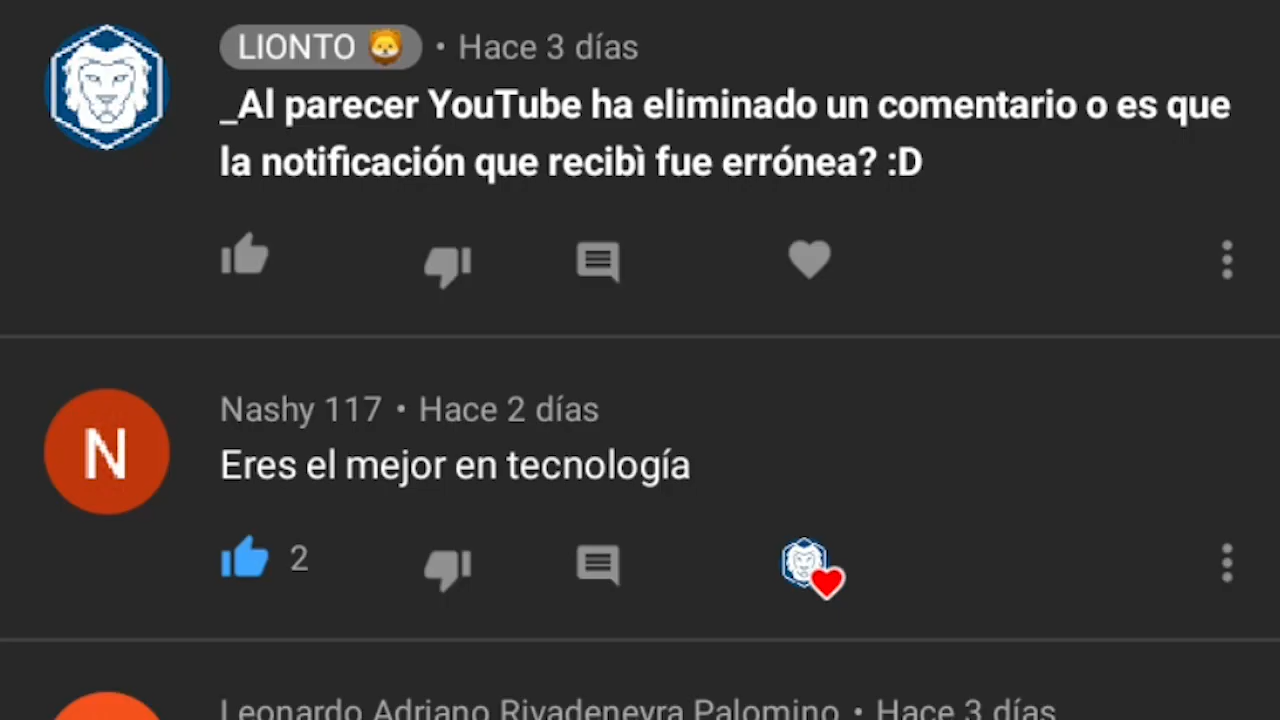 LIONTO 🦁 • Hace 3 días
_Al parecer YouTube ha eliminado un comentario o es que
la notificación que recibì fue errónea? :D
N
Nashy 117 • Hace 2 días
Eres el mejor en tecnología
2
Leonardo Adriano Rivadeneyra Palomino • Hace 3 días